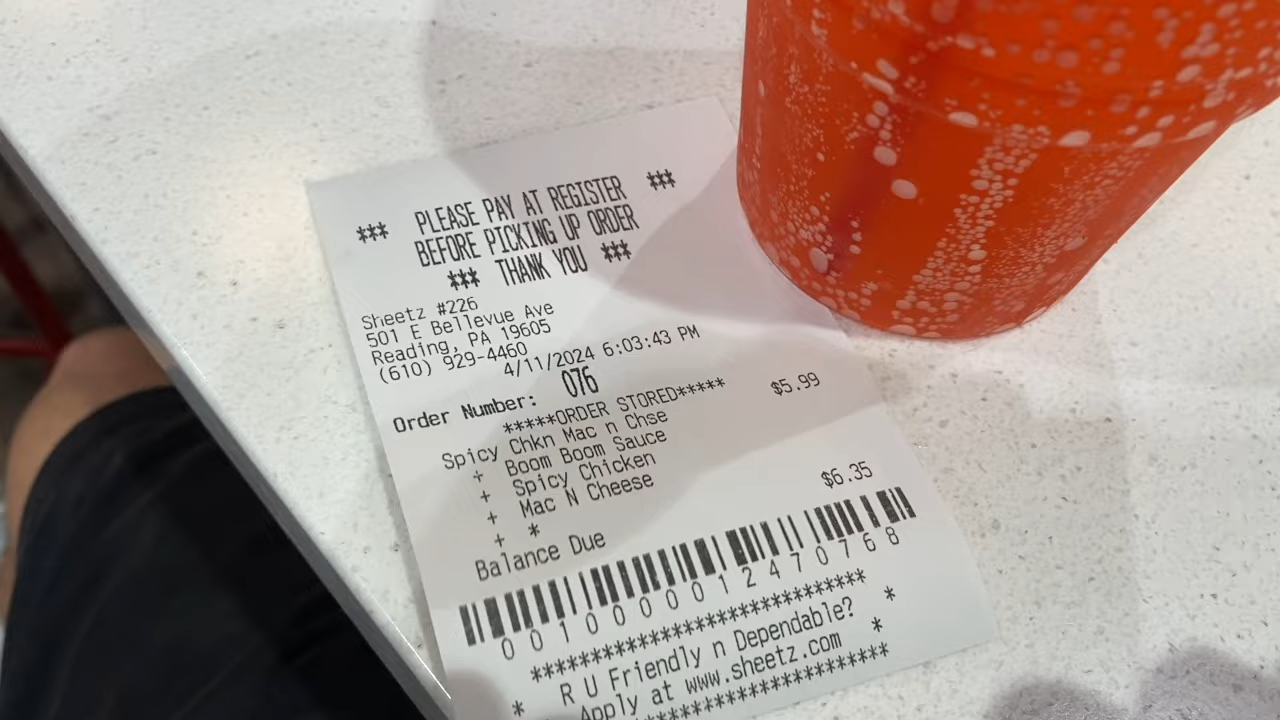 *** PLEASE PAY AT REGISTER ***
BEFORE PICKING UP ORDER
*** THANK YOU ***
Sheetz #226
501 E Bellevue Ave
Reading, PA 19605
(610) 929-4460
4/11/2024 6:03:43 PM
Order Number: 076
*****ORDER STORED*****
Spicy Chkn Mac n Chse $5.99
+ Boom Boom Sauce
+ Spicy Chicken
+ Mac N Cheese
+ *
Balance Due $6.35
0010000012470768
******************************
* R U Friendly n Dependable? *
Apply at www.sheetz.com *
******************************